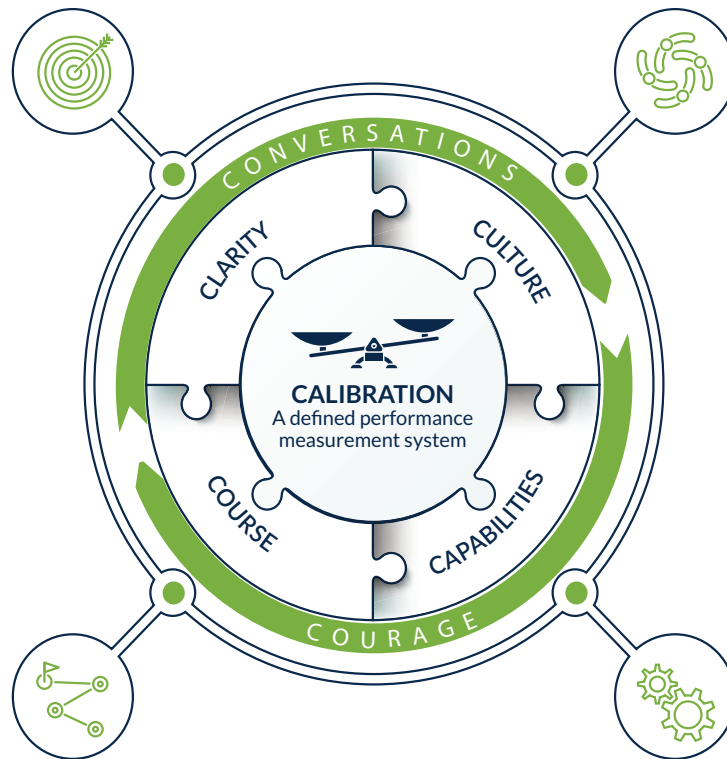 CONVERSATIONS
CLARITY
CULTURE
CALIBRATION
A defined performance
measurement system
COURSE
CAPABILITIES
COURAGE